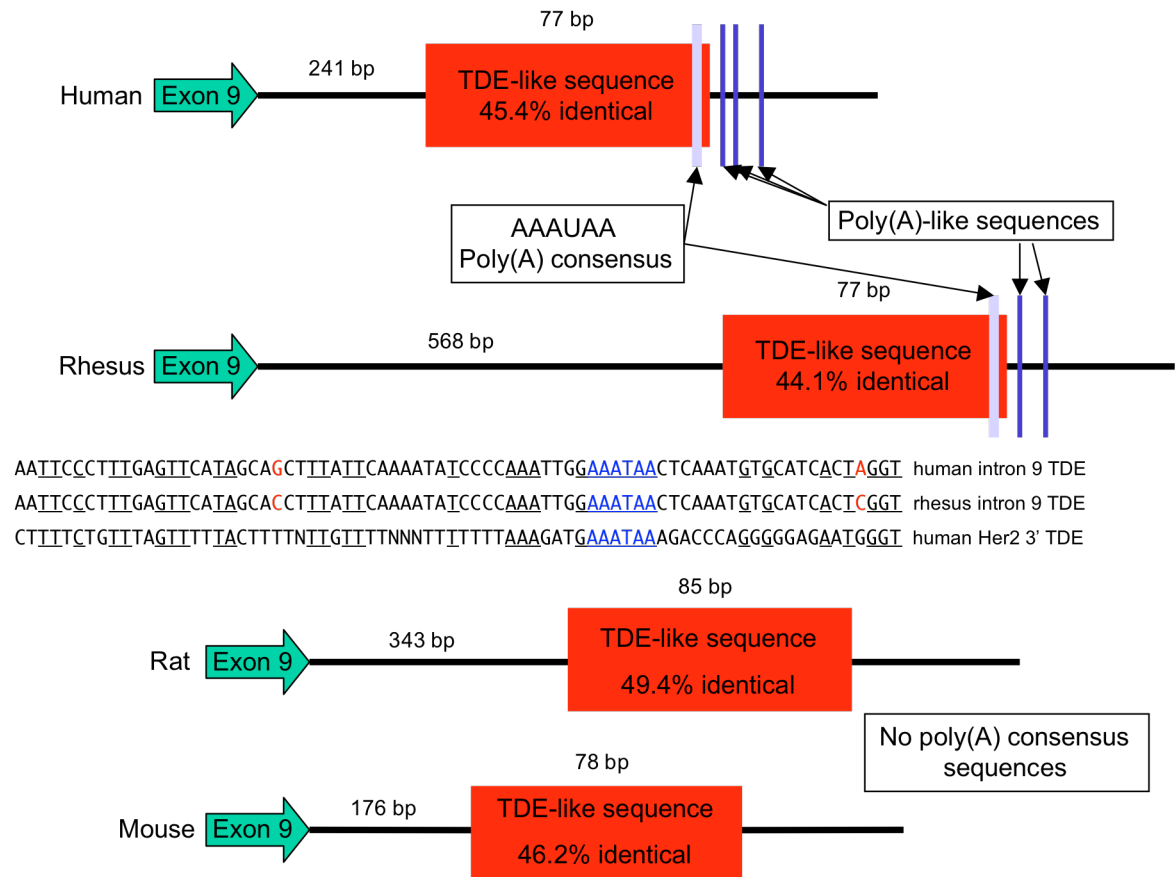 77 bp
241 bp
Human
Exon 9
TDE-like sequence
45.4% identical
AAAUAA
Poly(A) consensus
Poly(A)-like sequences
77 bp
568 bp
Rhesus
Exon 9
TDE-like sequence
44.1% identical
AATTCCCTTTGAGTTCATAGCAGCTTTATTCAAAATATCCCCAAATTGGAAATAACTCAAATGTGCATCACTAGGT human intron 9 TDE
AATTCCCTTTGAGTTCATAGCACCTTTATTCAAAATATCCCCAAATTGGAAATAACTCAAATGTGCATCACTCGGT rhesus intron 9 TDE
CTTTTCTGTTTAGTTTTTACTTTTNTTGTTTTNNNTTTTTTTTAAAGATGGAAATAAAGACCCAGGGGGAGAATGGGT human Her2 3' TDE
85 bp
343 bp
Rat
Exon 9
TDE-like sequence
49.4% identical
No poly(A) consensus
sequences
78 bp
176 bp
Mouse
Exon 9
TDE-like sequence
46.2% identical